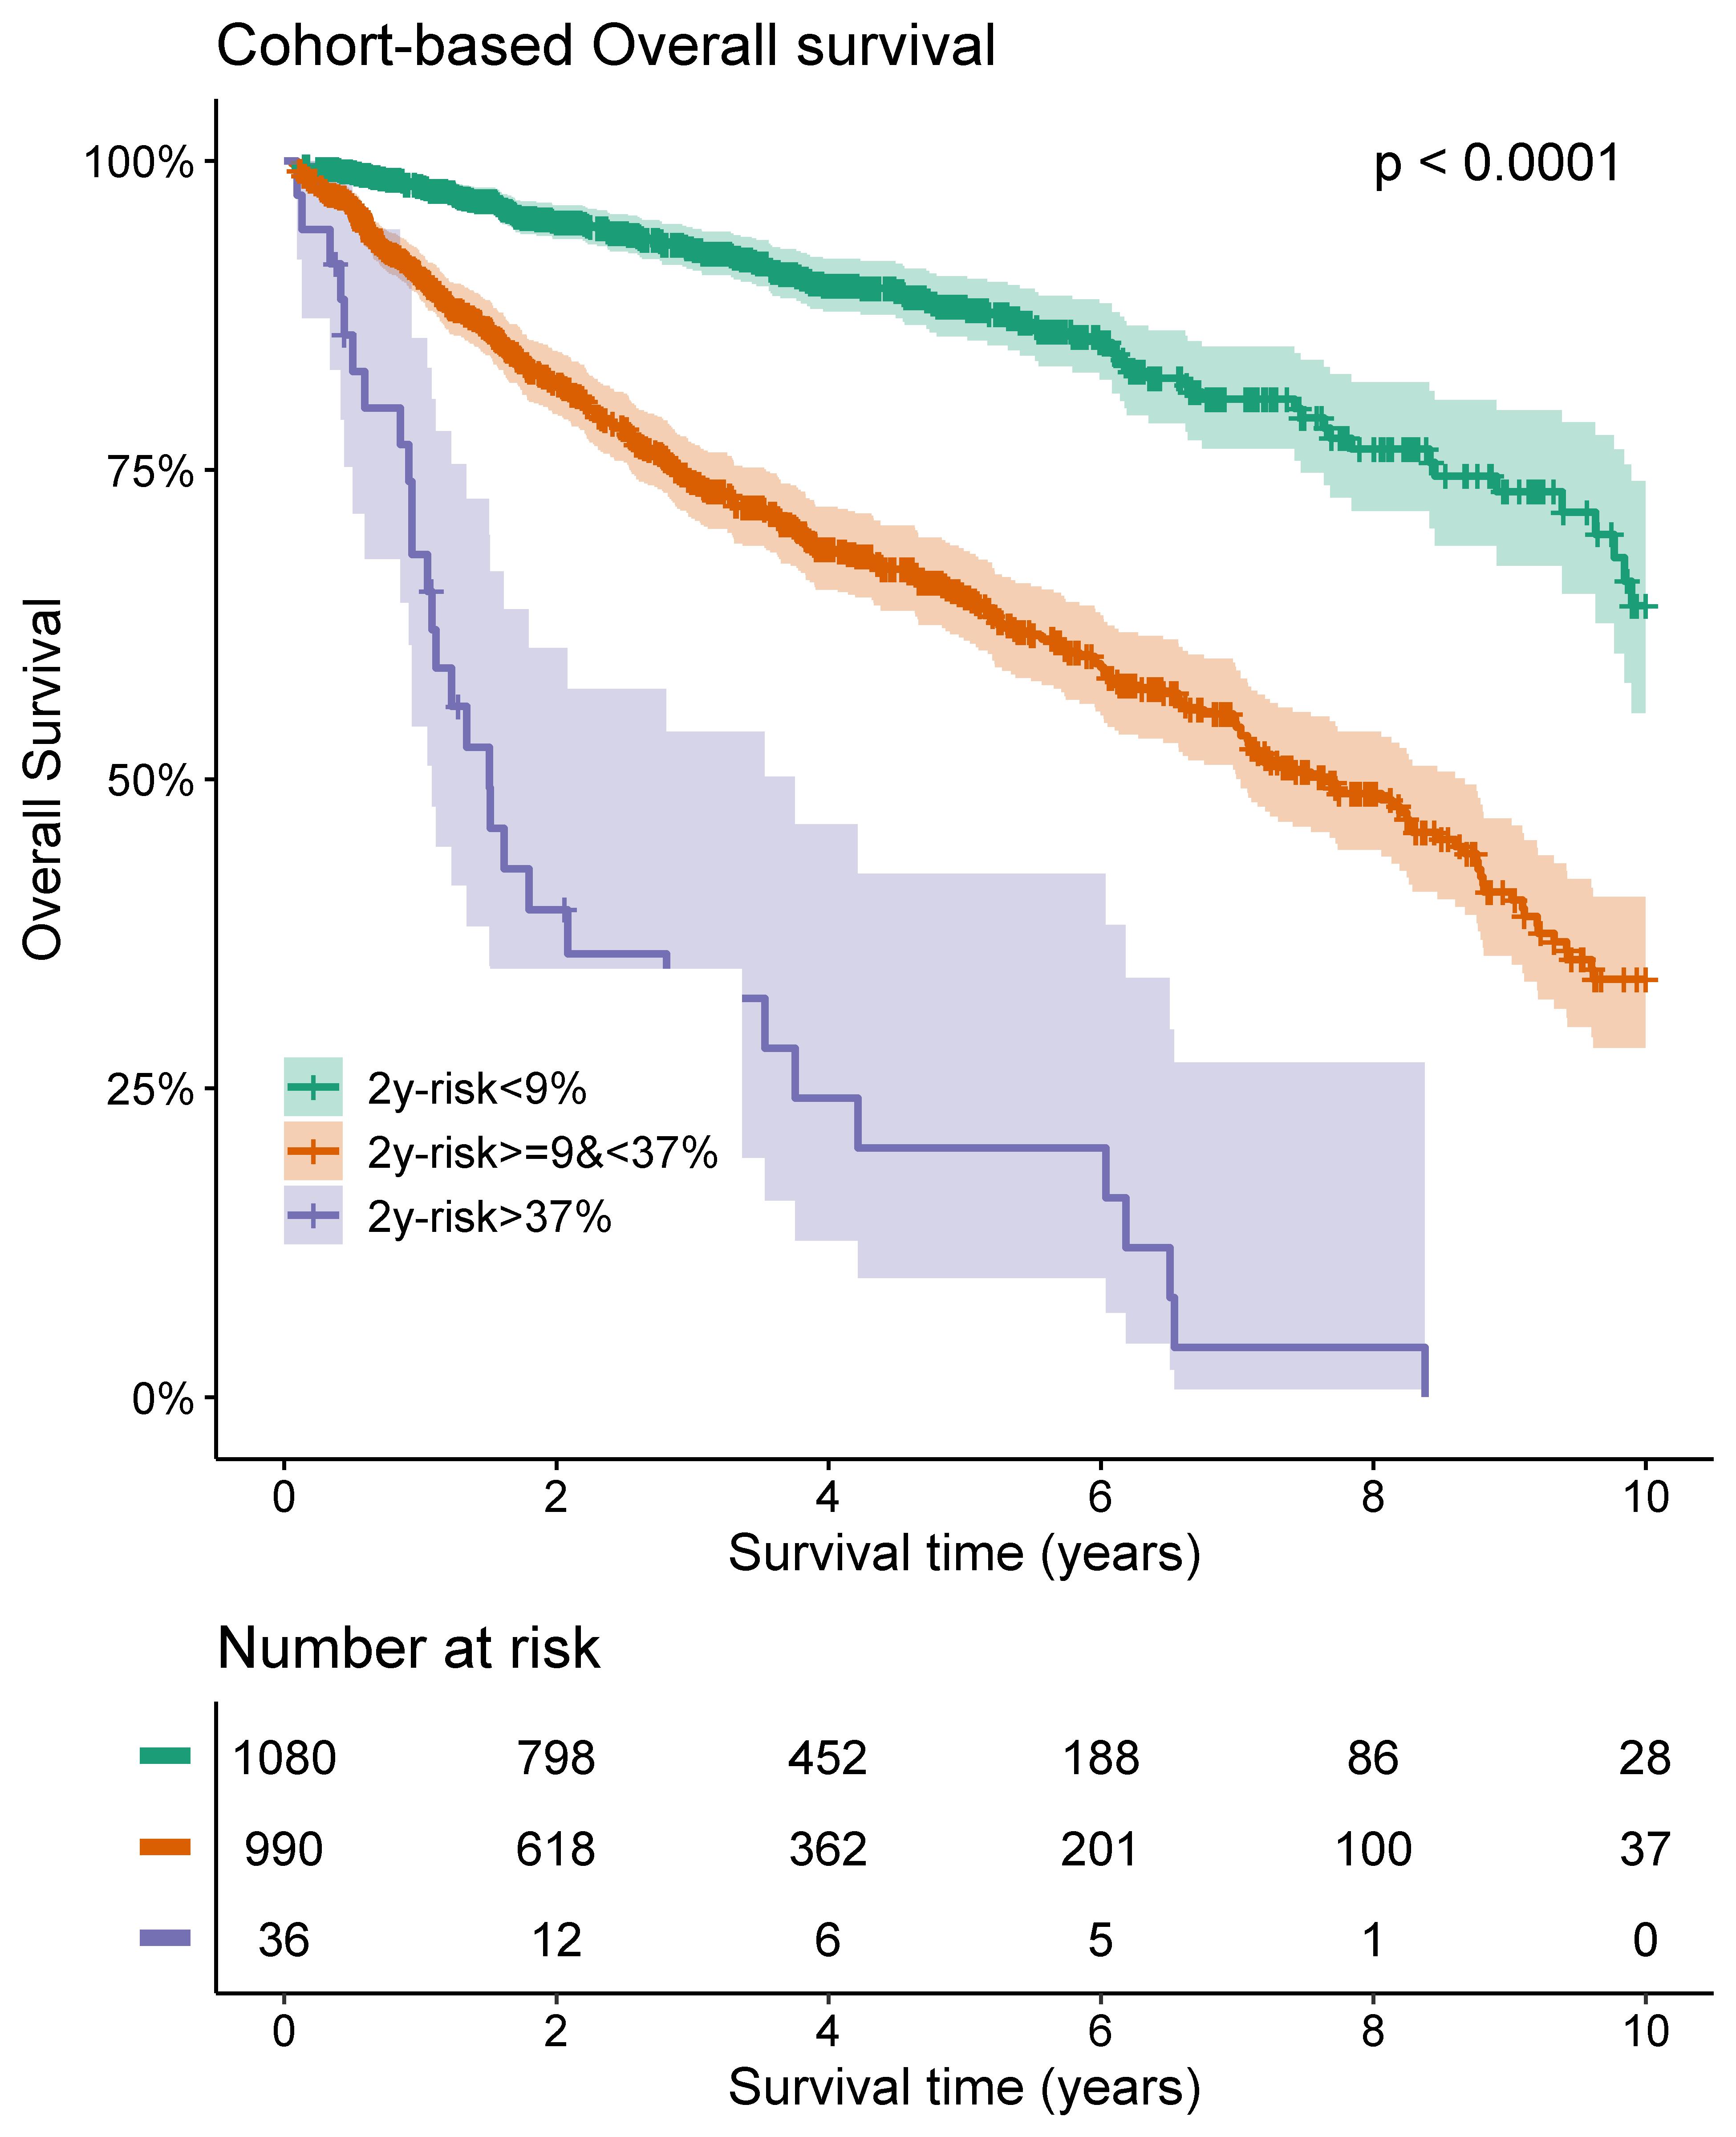 Cohort-based Overall survival
p < 0.0001
100%
75%
50%
25%
0%
Overall Survival
2y-risk<9%
2y-risk>=9&<37%
2y-risk>37%
0 2 4 6 8 10
Survival time (years)
Number at risk
1080 798 452 188 86 28
990 618 362 201 100 37
36 12 6 5 1 0
0 2 4 6 8 10
Survival time (years)